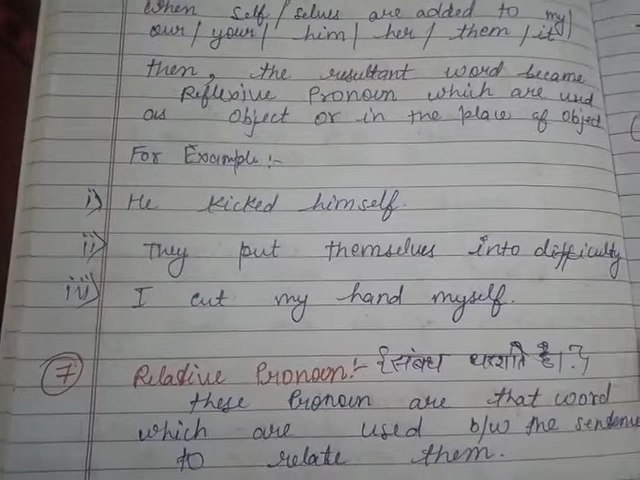 When self/selves are added to my/
our/your/him/her/them/it
then, the resultant word became
Reflexive Pronoun which are used
as object or in the place of object
For Example:-
i) He kicked himself.
ii) They put themselves into difficulty
iii) I cut my hand myself.
7 Relative Pronoun:- {संबंध दरशाते है।}
these Pronoun are that word
which are used b/w the sentence
to relate them.